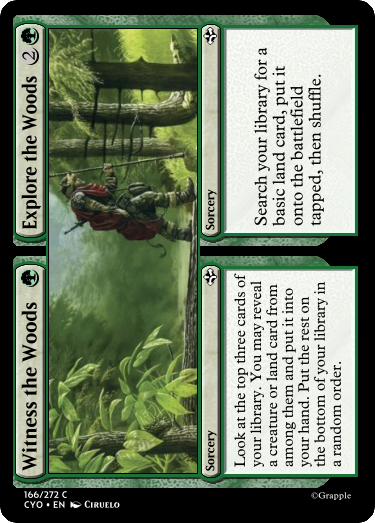 Witness the Woods
Sorcery
Look at the top three cards of
your library. You may reveal
a creature or land card from
among them and put it into
your hand. Put the rest on
the bottom of your library in
a random order.
Explore the Woods 2
Sorcery
Search your library for a
basic land card, put it
onto the battlefield
tapped, then shuffle.
166/272 C
CYO • EN Ciruelo
©Grapple